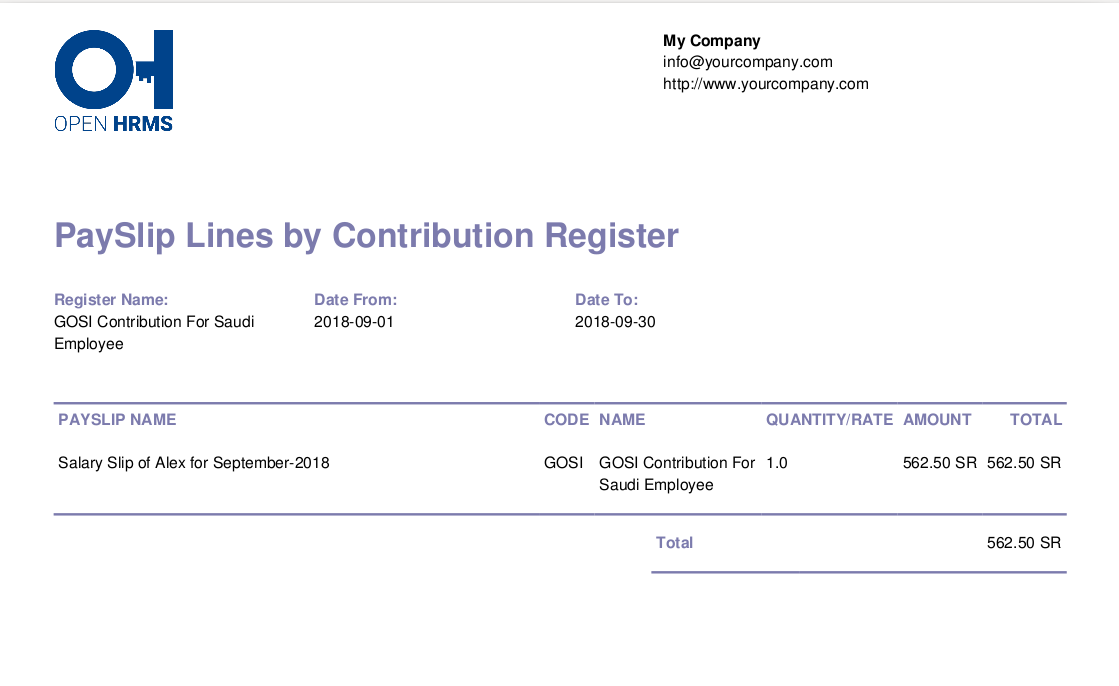 OPEN HRMS
My Company
info@yourcompany.com
http://www.yourcompany.com
PaySlip Lines by Contribution Register
Register Name: Date From: Date To:
GOSI Contribution For Saudi 2018-09-01 2018-09-30
Employee
PAYSLIP NAME CODE NAME QUANTITY/RATE AMOUNT TOTAL
Salary Slip of Alex for September-2018 GOSI GOSI Contribution For 1.0 562.50 SR 562.50 SR
Saudi Employee
Total 562.50 SR